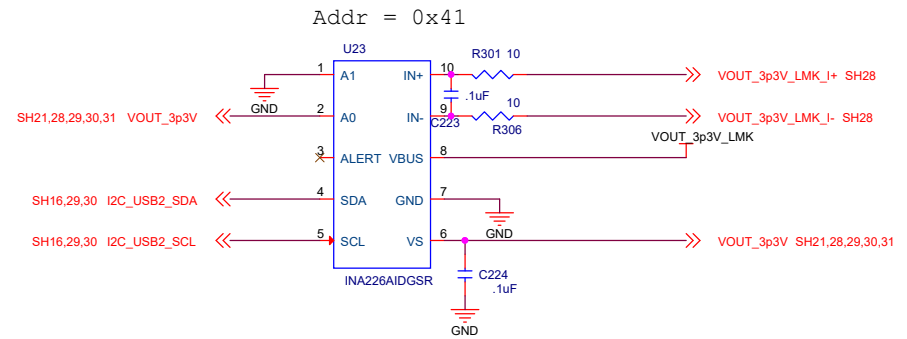 Addr = 0x41
U23
R301 10
1 A1 IN+ 10
VOUT_3p3V_LMK_I+ SH28
GND
.1uF
10
SH21,28,29,30,31 VOUT_3p3V
2 A0 IN- 9
VOUT_3p3V_LMK_I- SH28
C223
R306
VOUT_3p3V_LMK
3 ALERT VBUS 8
SH16,29,30 I2C_USB2_SDA
4 SDA GND 7
GND
SH16,29,30 I2C_USB2_SCL
5 SCL VS 6
VOUT_3p3V SH21,28,29,30,31
INA226AIDGSR
C224
.1uF
GND